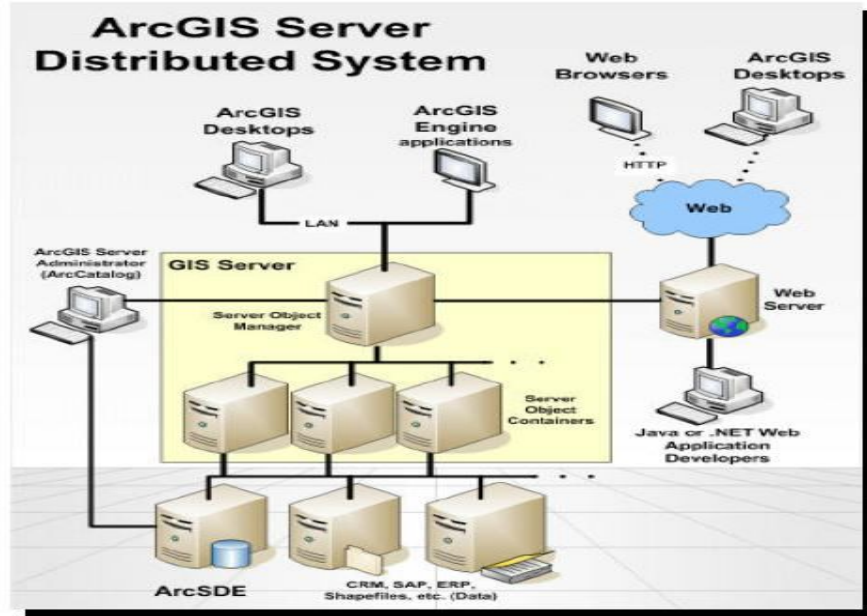 ArcGIS Server
Distributed System
Web
Browsers
ArcGIS
Desktops
ArcGIS
Desktops
ArcGIS
Engine
applications
HTTP
Web
LAN
ArcGIS Server
Administrator
(ArcCatalog)
GIS Server
Server Object
Manager
Web
Server
Server
Object
Containers
Java or .NET Web
Application
Developers
ArcSDE
CRM, SAP, ERP,
Shapefiles, etc. (Data)